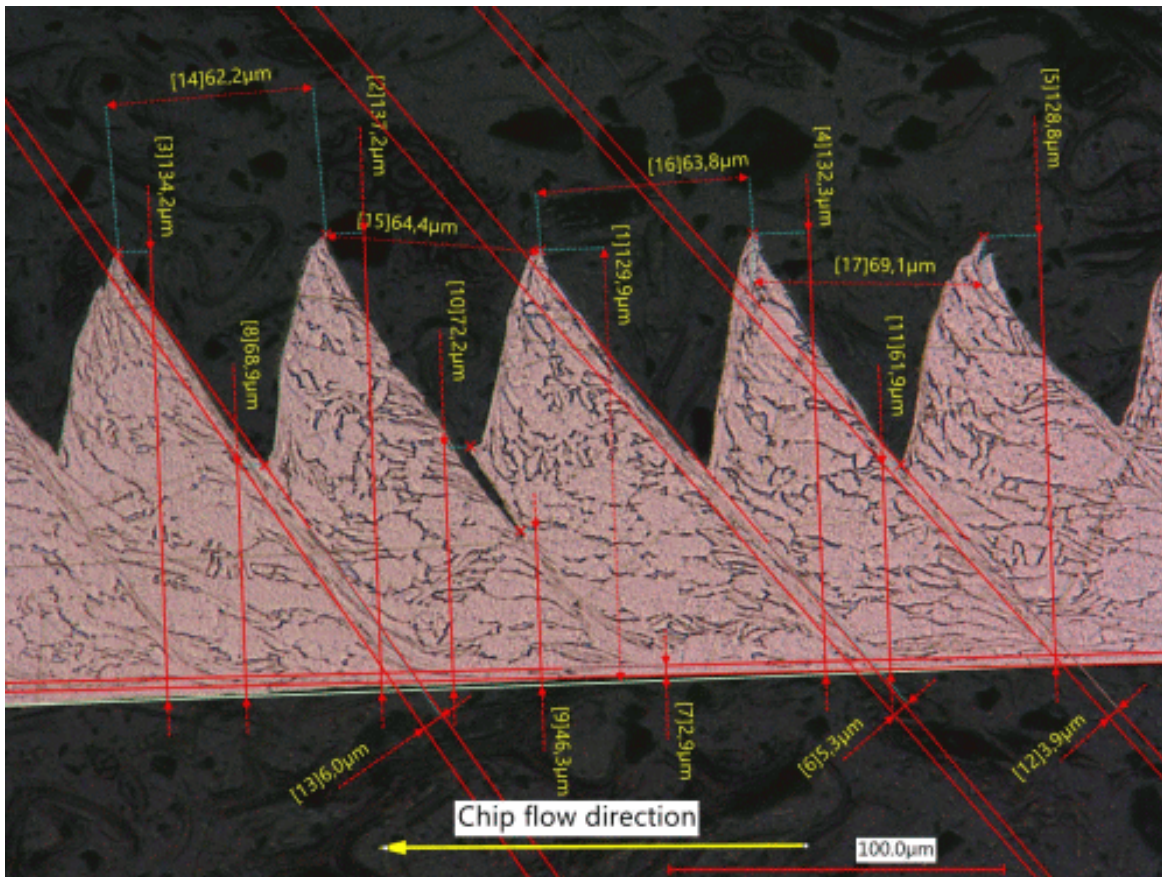 [14]62,2µm
[2]137,2µm
[3]134,2µm
[16]63,8µm
[4]132,3µm
[5]128,8µm
[15]64,4µm
[1]129,9µm
[17]69,1µm
[10]72,2µm
[8]68,9µm
[11]61,9µm
[13]6,0µm
[9]46,3µm
[7]2,9µm
[6]5,3µm
[12]3,9µm
Chip flow direction
100.0µm